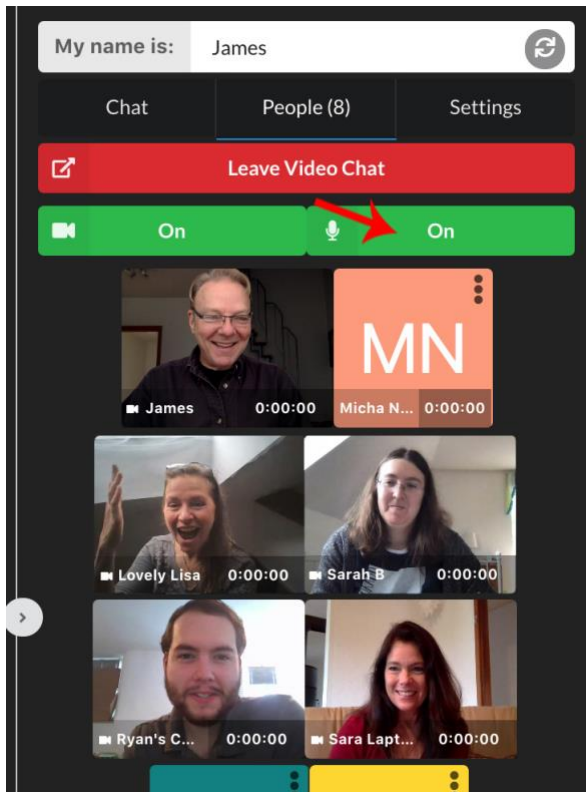 My name is: James
Chat People (8) Settings
Leave Video Chat
On On
MN
James 0:00:00 Micha N... 0:00:00
Lovely Lisa 0:00:00 Sarah B 0:00:00
Ryan's C... 0:00:00 Sara Lapt... 0:00:00